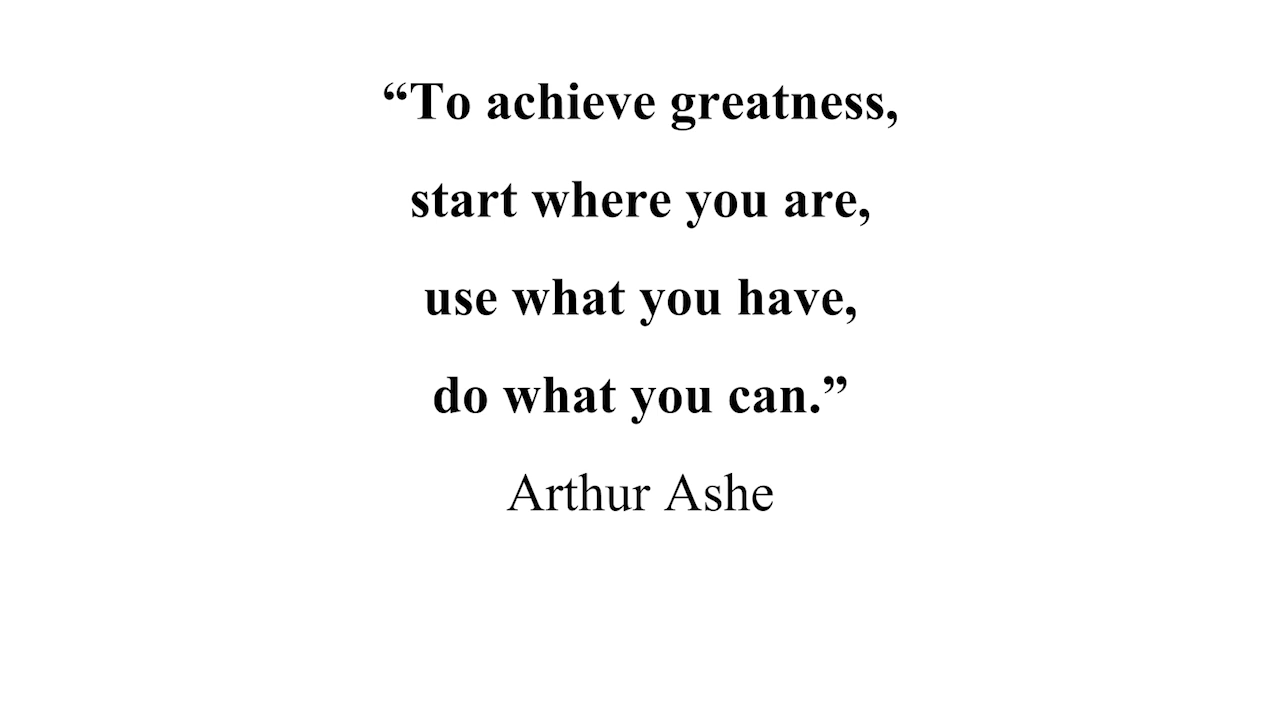 “To achieve greatness,
start where you are,
use what you have,
do what you can.”
Arthur Ashe